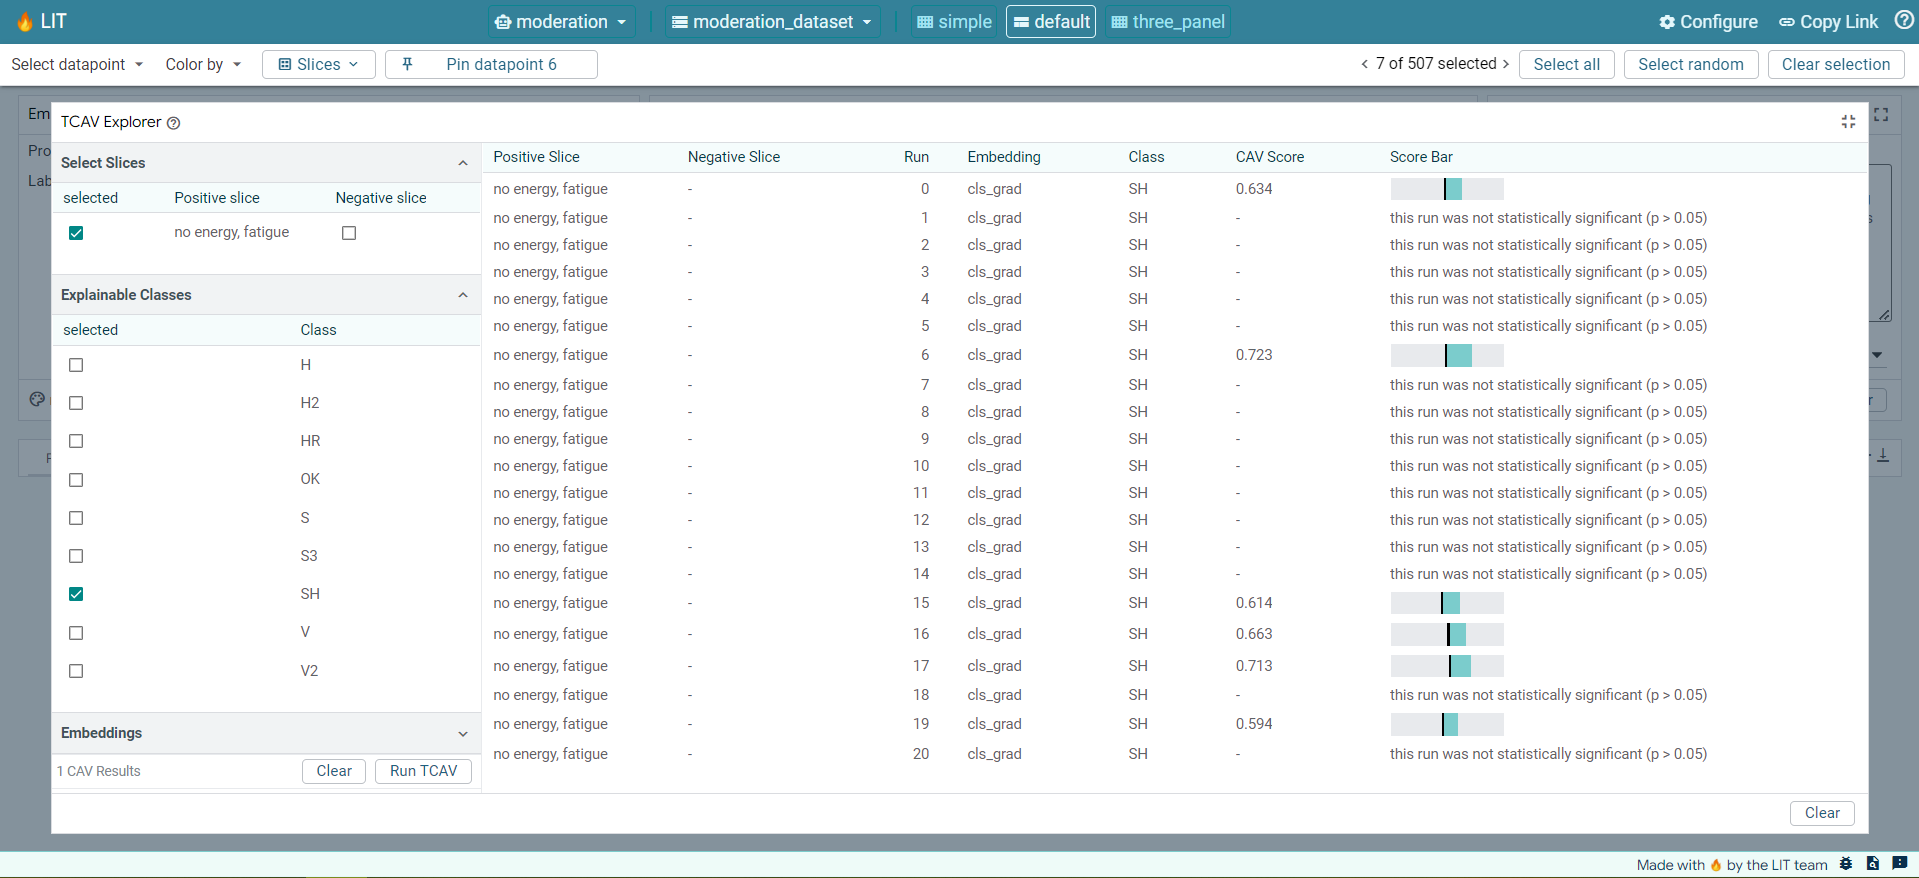 LIT moderation moderation_dataset simple default three_panel Configure Copy Link
Select datapoint Color by Slices Pin datapoint 6 7 of 507 selected Select all Select random Clear selection
Em
Pro
Lab
TCAV Explorer
Select Slices
selected Positive slice Negative slice
no energy, fatigue
Explainable Classes
selected Class
H
H2
HR
OK
S
S3
SH
V
V2
Embeddings
1 CAV Results Clear Run TCAV
Positive Slice Negative Slice Run Embedding Class CAV Score Score Bar
no energy, fatigue - 0 cls_grad SH 0.634
no energy, fatigue - 1 cls_grad SH - this run was not statistically significant (p > 0.05)
no energy, fatigue - 2 cls_grad SH - this run was not statistically significant (p > 0.05)
no energy, fatigue - 3 cls_grad SH - this run was not statistically significant (p > 0.05)
no energy, fatigue - 4 cls_grad SH - this run was not statistically significant (p > 0.05)
no energy, fatigue - 5 cls_grad SH - this run was not statistically significant (p > 0.05)
no energy, fatigue - 6 cls_grad SH 0.723
no energy, fatigue - 7 cls_grad SH - this run was not statistically significant (p > 0.05)
no energy, fatigue - 8 cls_grad SH - this run was not statistically significant (p > 0.05)
no energy, fatigue - 9 cls_grad SH - this run was not statistically significant (p > 0.05)
no energy, fatigue - 10 cls_grad SH - this run was not statistically significant (p > 0.05)
no energy, fatigue - 11 cls_grad SH - this run was not statistically significant (p > 0.05)
no energy, fatigue - 12 cls_grad SH - this run was not statistically significant (p > 0.05)
no energy, fatigue - 13 cls_grad SH - this run was not statistically significant (p > 0.05)
no energy, fatigue - 14 cls_grad SH - this run was not statistically significant (p > 0.05)
no energy, fatigue - 15 cls_grad SH 0.614
no energy, fatigue - 16 cls_grad SH 0.663
no energy, fatigue - 17 cls_grad SH 0.713
no energy, fatigue - 18 cls_grad SH - this run was not statistically significant (p > 0.05)
no energy, fatigue - 19 cls_grad SH 0.594
no energy, fatigue - 20 cls_grad SH - this run was not statistically significant (p > 0.05)
Clear
Made with 🔥 by the LIT team